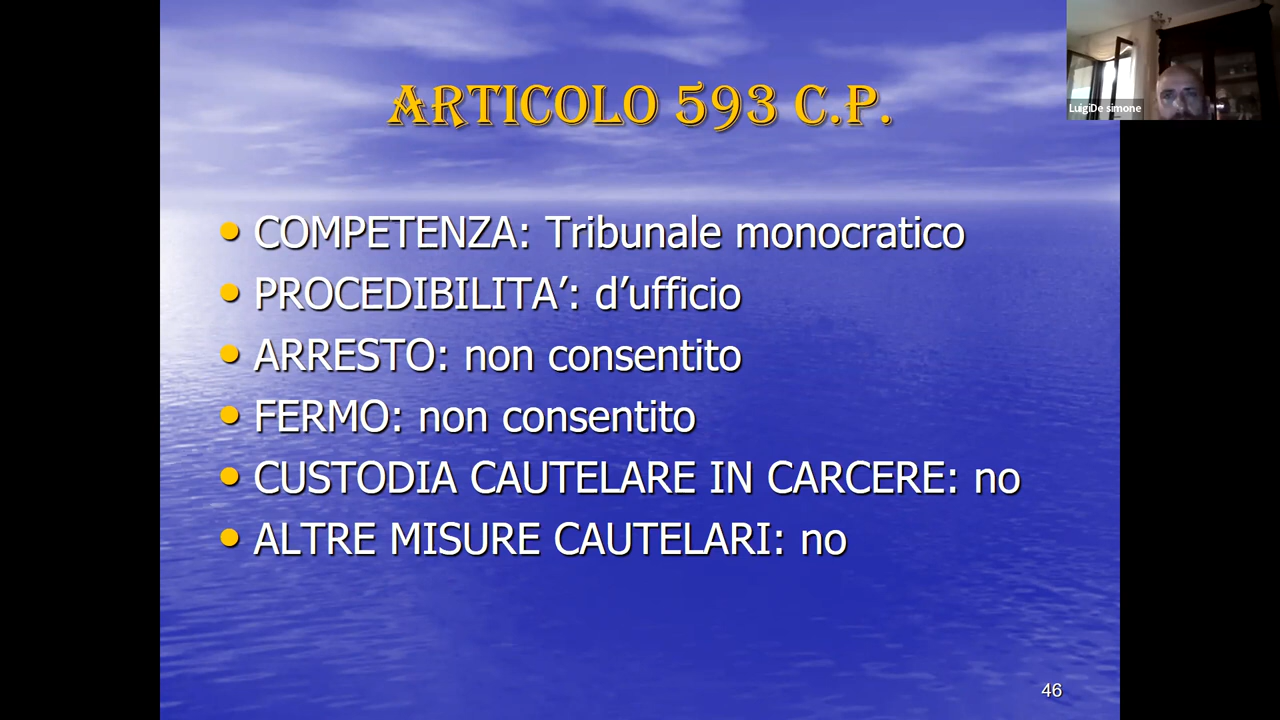 ARTICOLO 593 C.P.
LuigiDe simone
• COMPETENZA: Tribunale monocratico
• PROCEDIBILITA’: d’ufficio
• ARRESTO: non consentito
• FERMO: non consentito
• CUSTODIA CAUTELARE IN CARCERE: no
• ALTRE MISURE CAUTELARI: no
46